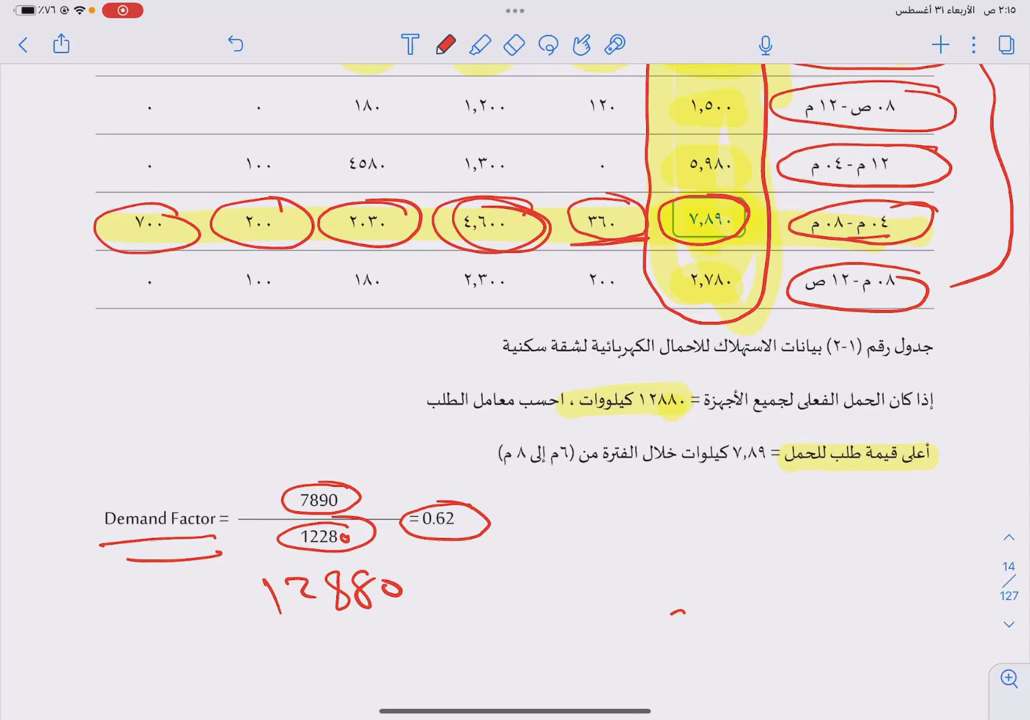 ٢:١٥ ص الأربعاء ٣١ أغسطس
٪٧٦
٠٨ ص - ١٢ م ١,٥٠٠ ١٢٠ ١,٢٠٠ ١٨٠ ٠ ٠
١٢ م - ٠٤ م ٥,٩٨٠ ٠ ١,٣٠٠ ٤٥٨٠ ١٠٠ ٠
٠٤ م - ٠٨ م ٧,٨٩٠ ٣٦٠ ٤,٦٠٠ ٢٠٣٠ ٢٠٠ ٧٠٠
٠٨ م - ١٢ ص ٢,٧٨٠ ٢٠٠ ٢,٣٠٠ ١٨٠ ١٠٠ ٠
جدول رقم (١-٢) بيانات الاستهلاك للاحمال الكهربائية لشقة سكنية
إذا كان الحمل الفعلى لجميع الأجهزة = ١٢٨٨٠ كيلووات ، احسب معامل الطلب
أعلى قيمة طلب للحمل = ٧,٨٩ كيلوات خلال الفترة من (٦م إلى ٨ م)
7890
Demand Factor = = 0.62
12280
12880
14
127